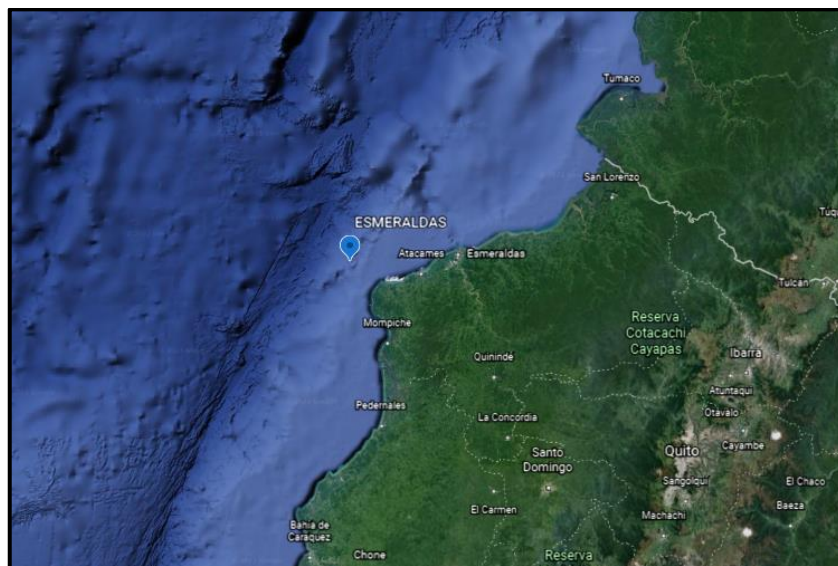 Tumaco
San Lorenzo
ESMERALDAS
Atacames
Esmeraldas
Tulcán
Mompiche
Reserva
Cotacachi
Cayapas
Ibarra
Quinindé
Atuntaqui
Pedernales
Otavalo
La Concordia
Cayambe
Quito
Santo
Domingo
Sangolquí
El Chaco
El Carmen
Baeza
Machachi
Bahía de
Caráquez
Chone
Reserva